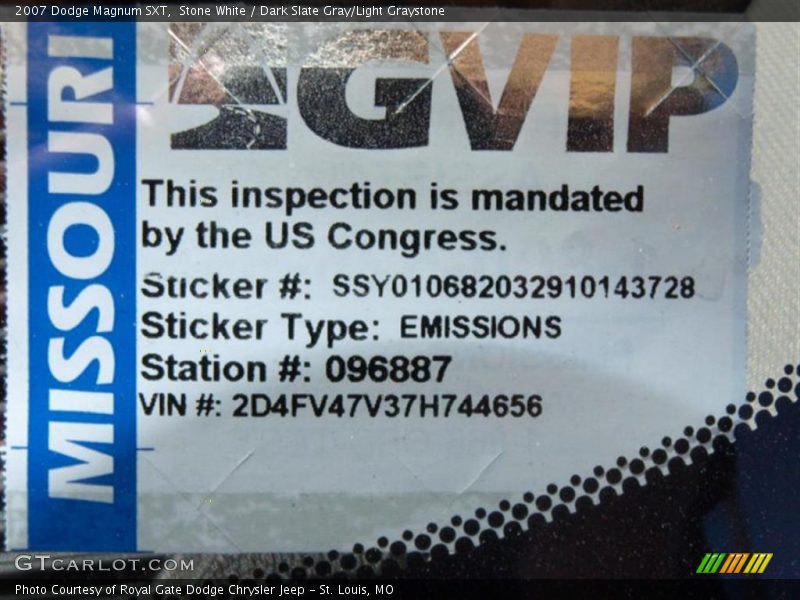 2007 Dodge Magnum SXT, Stone White / Dark Slate Gray/Light Graystone
MISSOURI
GVIP
This inspection is mandated
by the US Congress.
Sticker #: SSY010682032910143728
Sticker Type: EMISSIONS
Station #: 096887
VIN #: 2D4FV47V37H744656
GTCARLOT.COM
Photo Courtesy of Royal Gate Dodge Chrysler Jeep - St. Louis, MO